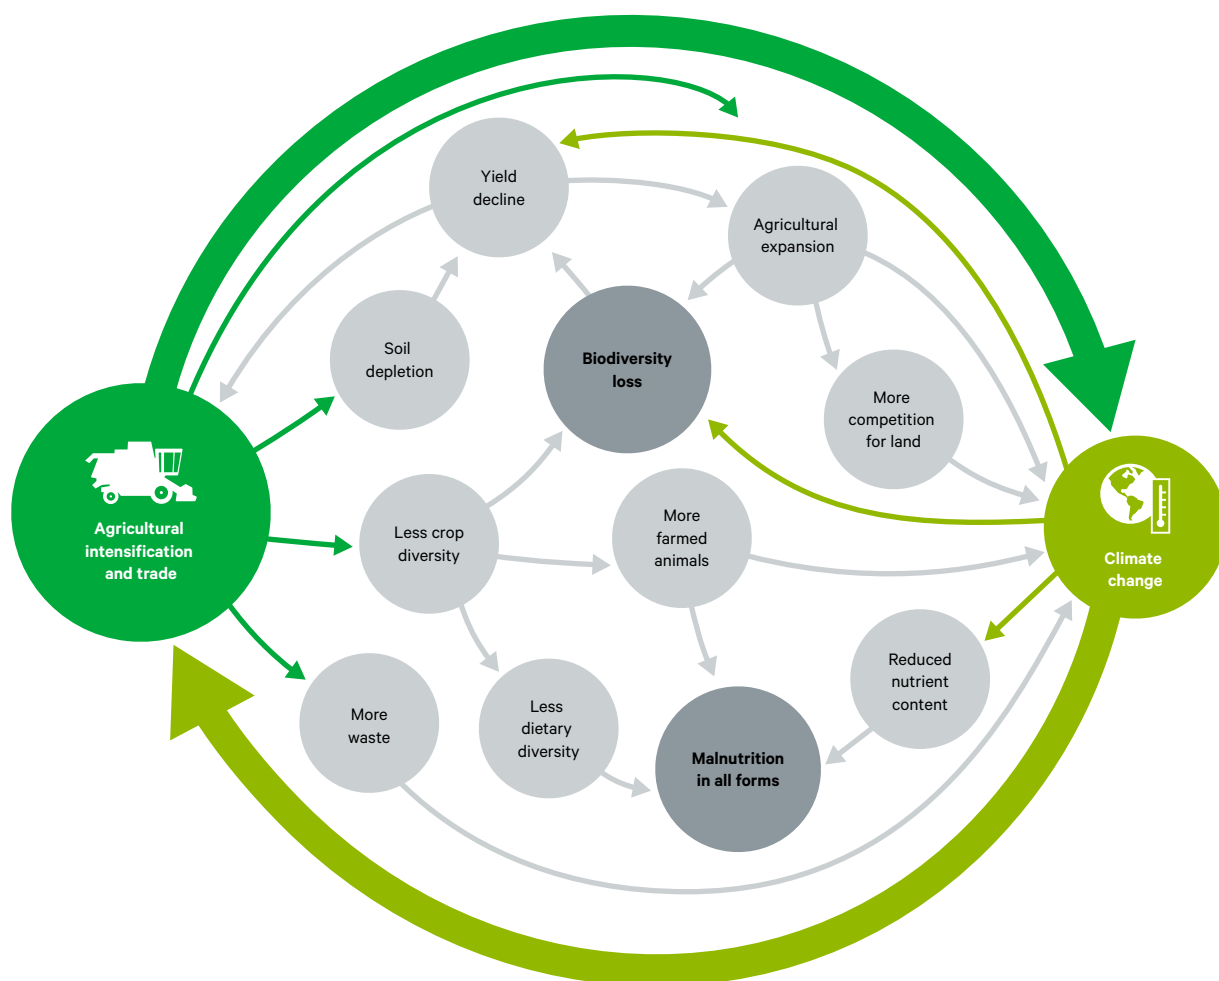 Yield
decline
Agricultural
expansion
Soil
depletion
Biodiversity
loss
More
competition
for land
Agricultural
intensification
and trade
Less crop
diversity
More
farmed
animals
Climate
change
Reduced
nutrient
content
More
waste
Less
dietary
diversity
Malnutrition
in all forms